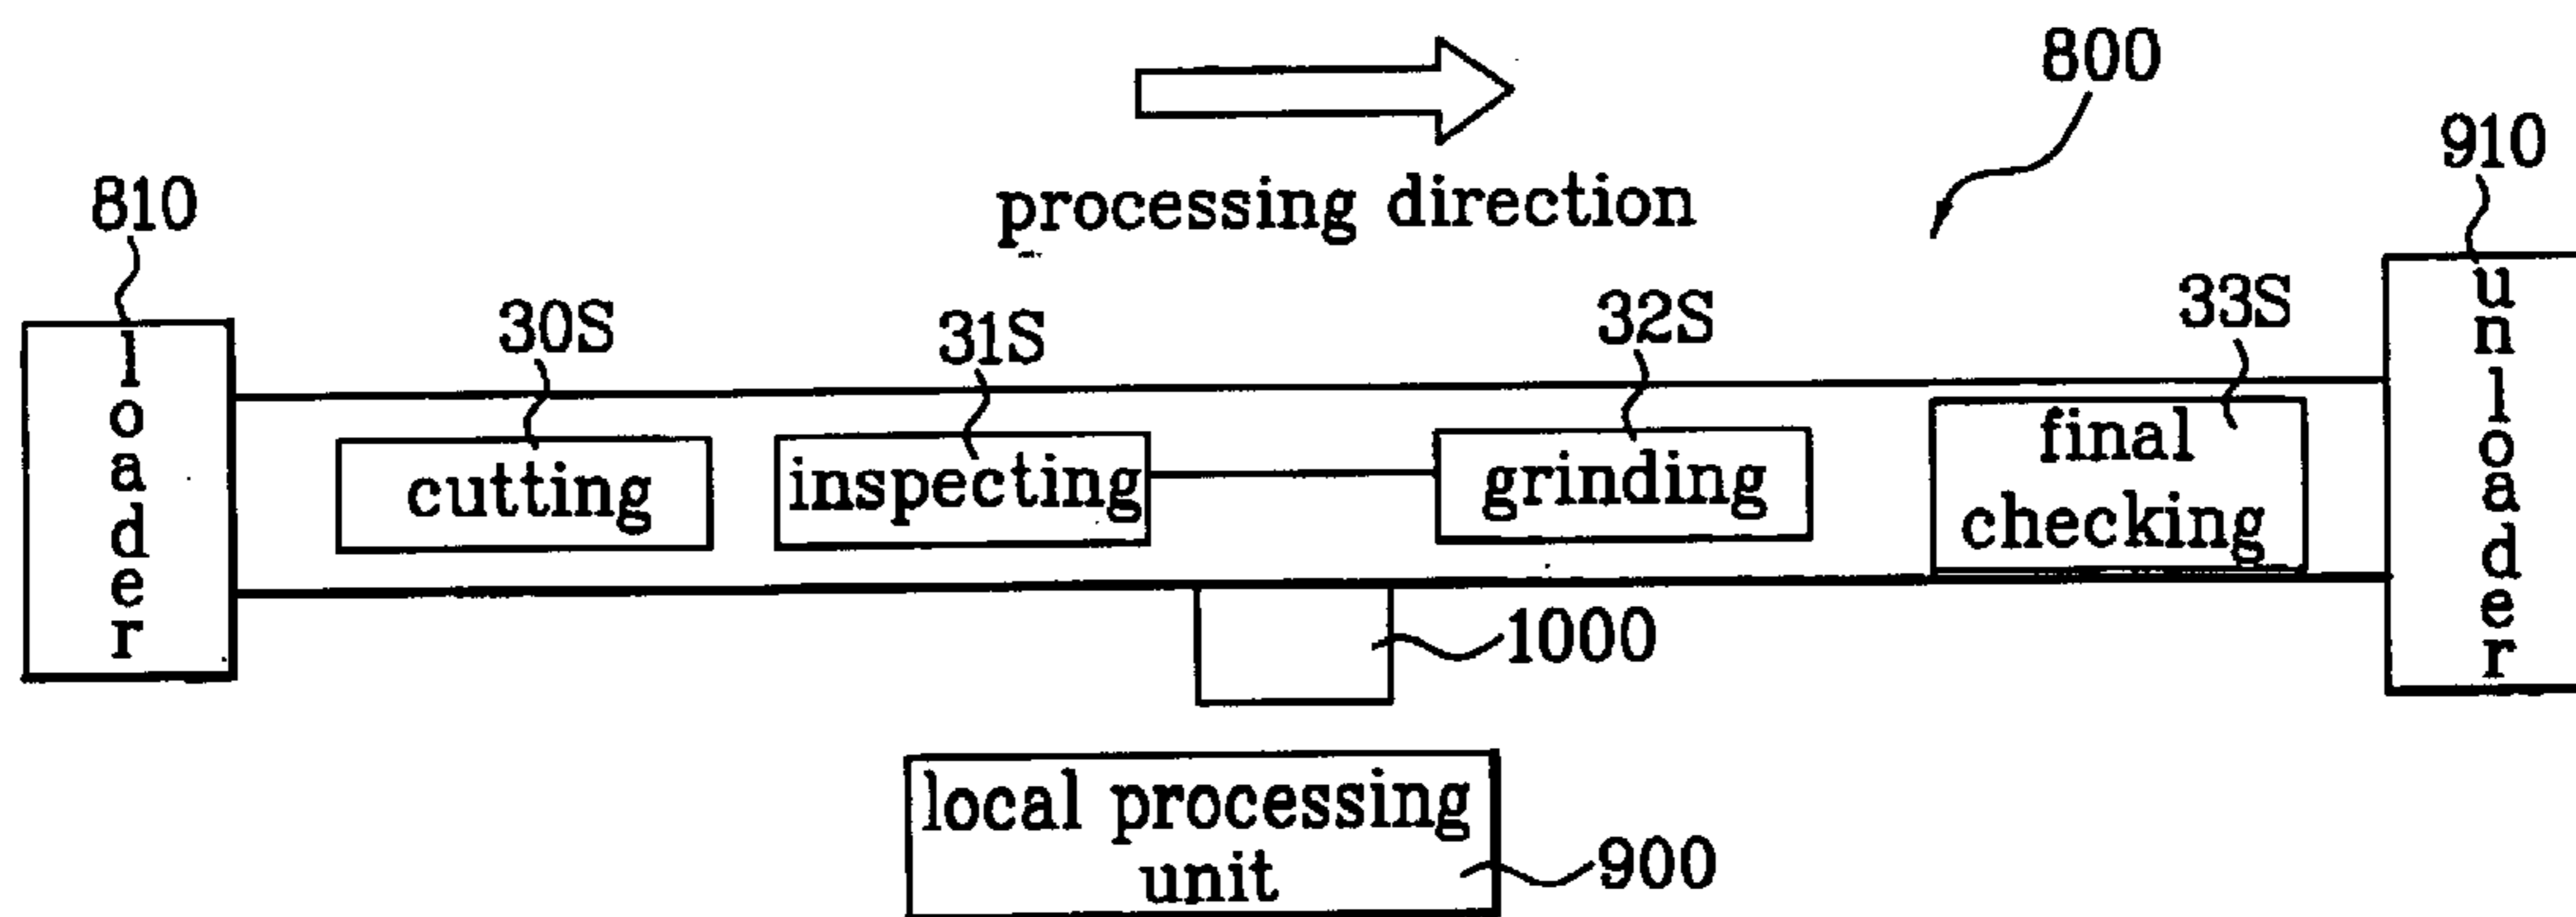 800
910
810
processing direction
30S
31S
32S
33S
loader
cutting
inspecting
grinding
final
checking
unloader
1000
local processing
unit
900